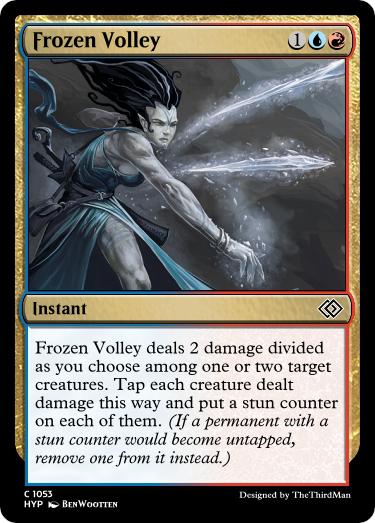 Frozen Volley 1
Instant
Frozen Volley deals 2 damage divided
as you choose among one or two target
creatures. Tap each creature dealt
damage this way and put a stun counter
on each of them. (If a permanent with a
stun counter would become untapped,
remove one from it instead.)
C 1053
HYP BenWootten Designed by TheThirdMan